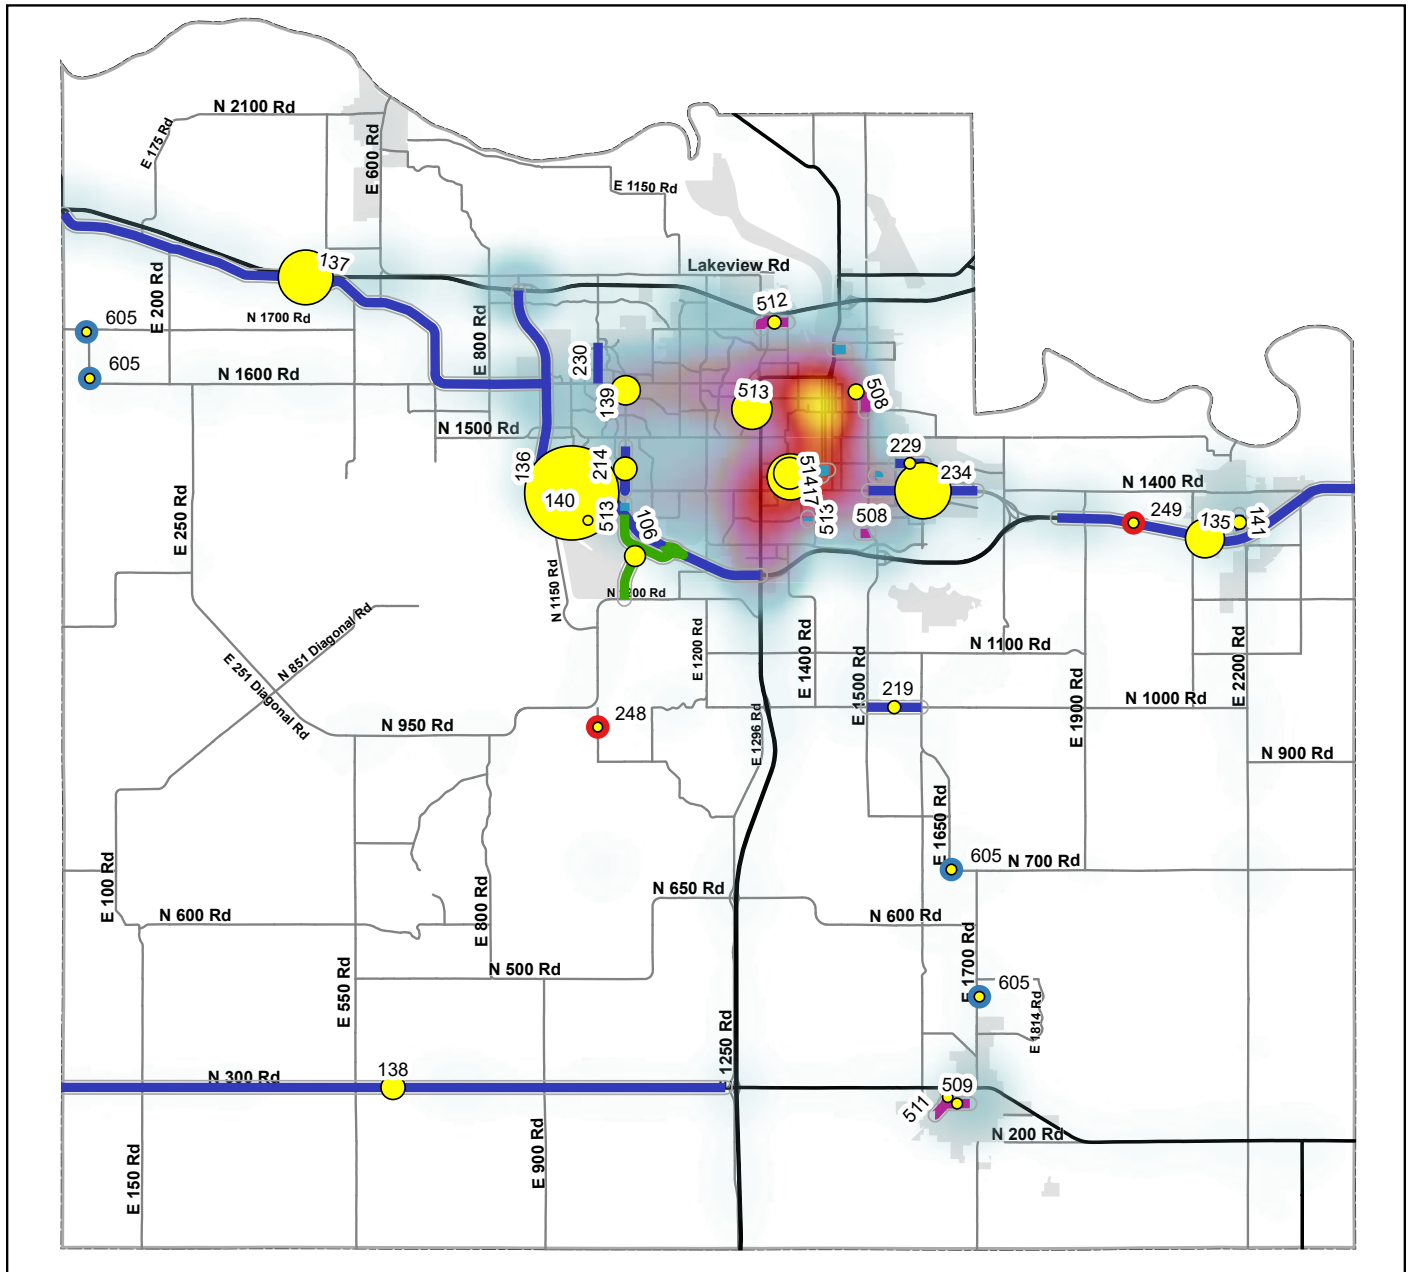 N 2100 Rd
E 175 Rd
E 600 Rd
E 1150 Rd
Lakeview Rd
137
E 200 Rd
512
605
N 1700 Rd
E 800 Rd
230
605
N 1600 Rd
139
513
508
N 1500 Rd
136
214
229
234
140
N 1400 Rd
513
106
513
508
249
135
141
E 250 Rd
N 1150 Rd
N 851 Diagonal Rd
E 251 Diagonal Rd
E 1200 Rd
E 1400 Rd
N 1100 Rd
E 1500 Rd
219
E 1900 Rd
N 1000 Rd
E 2200 Rd
N 950 Rd
248
E 1296 Rd
N 900 Rd
E 1650 Rd
605
N 700 Rd
E 100 Rd
N 600 Rd
E 800 Rd
N 650 Rd
N 600 Rd
E 550 Rd
N 500 Rd
E 1700 Rd
605
E 1814 Rd
E 1250 Rd
N 300 Rd
138
509
511
N 200 Rd
E 150 Rd
E 900 Rd